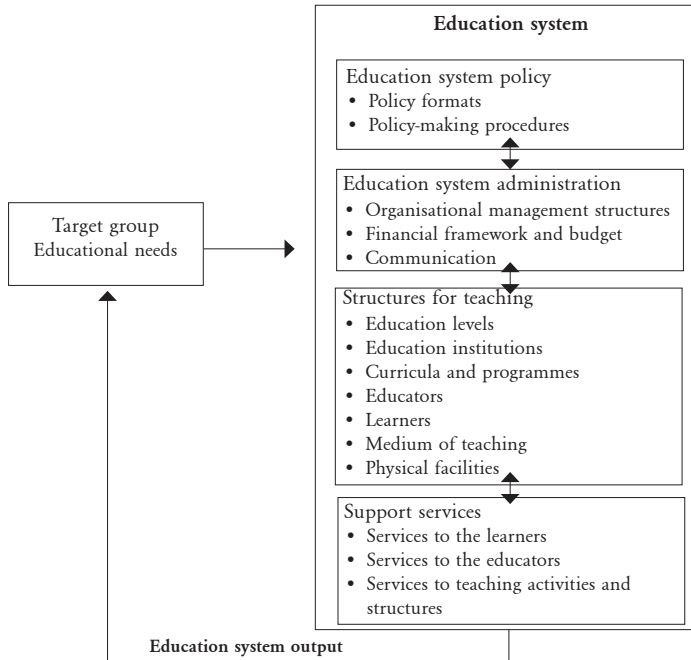 Education system
Education system policy
• Policy formats
• Policy-making procedures
Education system administration
• Organisational management structures
• Financial framework and budget
• Communication
Target group
Educational needs
Structures for teaching
• Education levels
• Education institutions
• Curricula and programmes
• Educators
• Learners
• Medium of teaching
• Physical facilities
Support services
• Services to the learners
• Services to the educators
• Services to teaching activities and
structures
Education system output